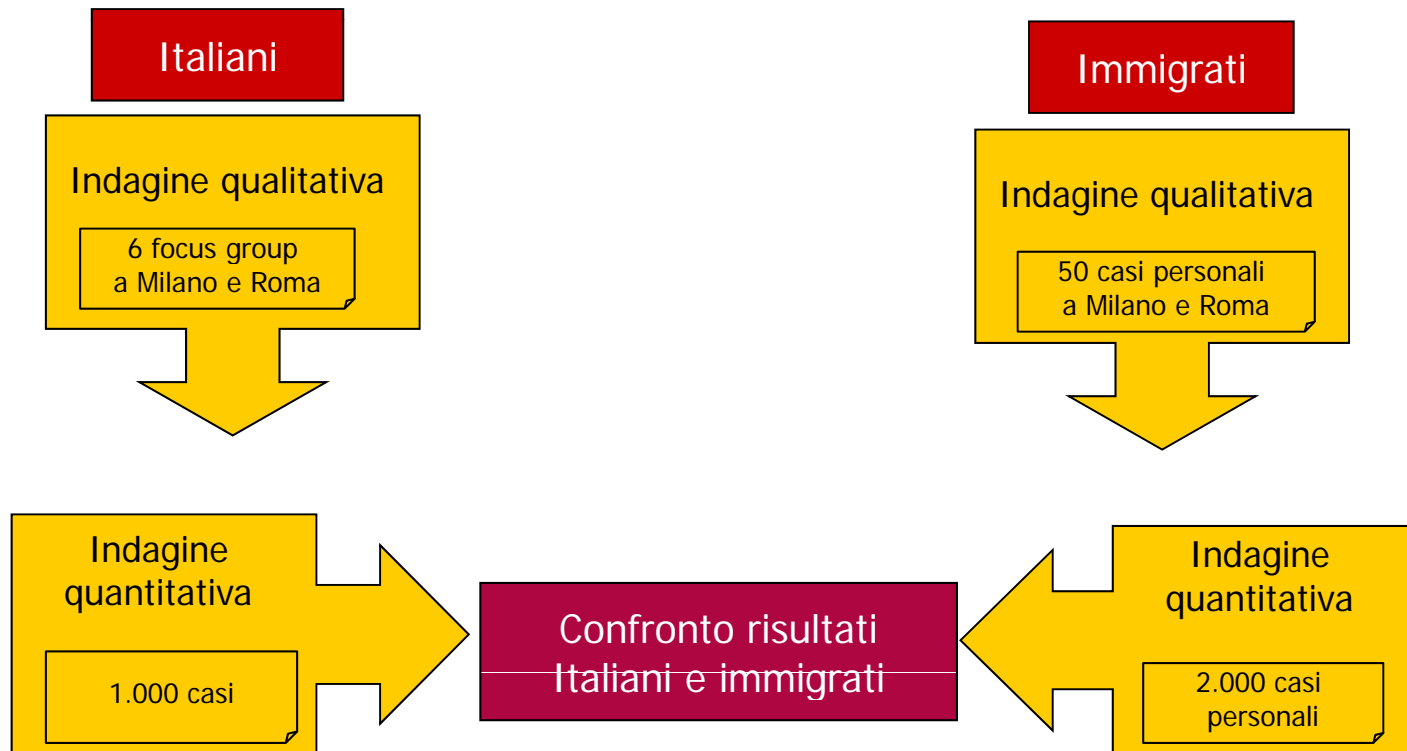 Italiani
Indagine qualitativa
6 focus group
a Milano e Roma
Indagine
quantitativa
1.000 casi
Immigrati
Indagine qualitativa
50 casi personali
a Milano e Roma
Indagine
quantitativa
2.000 casi
personali
Confronto risultati
Italiani e immigrati